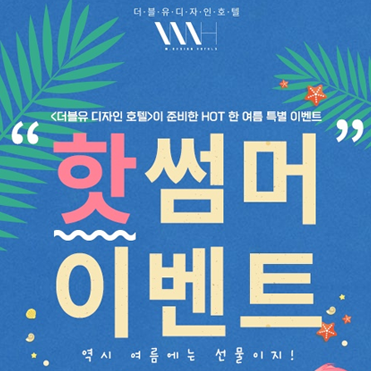 더·블·유·디·자·인·호·텔
WH
W DESIGN HOTELS
<더블유 디자인 호텔>이 준비한 HOT 한 여름 특별 이벤트
“핫썸머”
이벤트
역시 여름에는 선물이지!